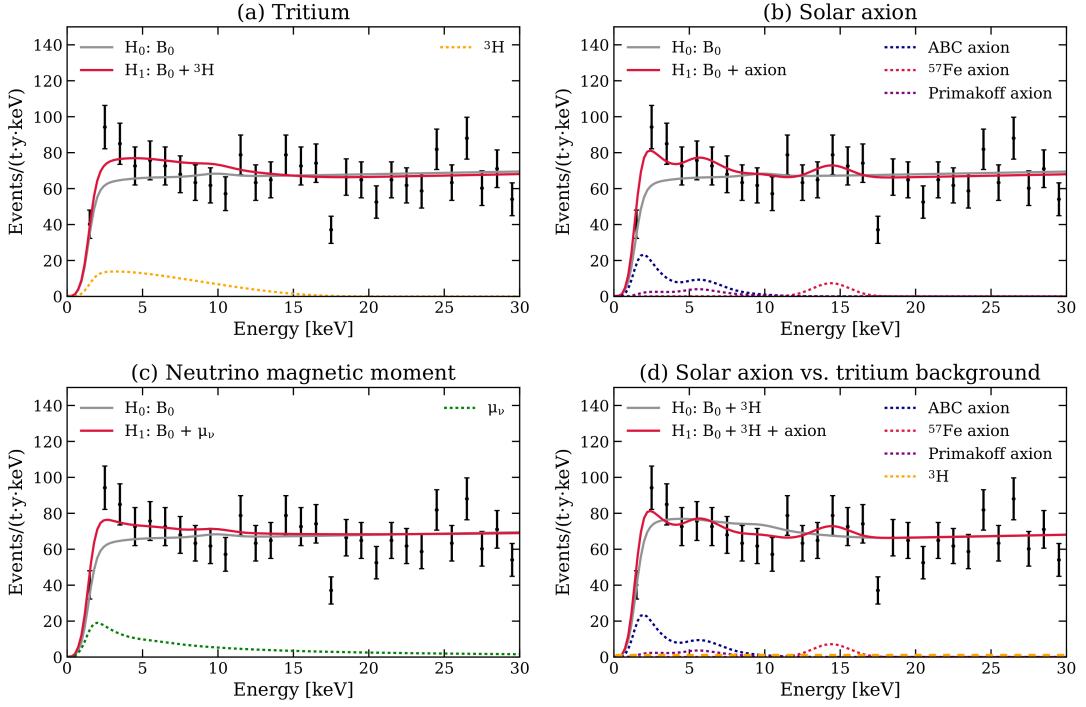 (a) Tritium
H₀: B₀
H₁: B₀ + ³H
³H
140
120
100
80
60
40
20
0
0 5 10 15 20 25 30
Events/(t·y·keV)
Energy [keV]
(b) Solar axion
H₀: B₀
H₁: B₀ + axion
ABC axion
⁵⁷Fe axion
Primakoff axion
140
120
100
80
60
40
20
0
0 5 10 15 20 25 30
Events/(t·y·keV)
Energy [keV]
(c) Neutrino magnetic moment
H₀: B₀
H₁: B₀ + μᵥ
μᵥ
140
120
100
80
60
40
20
0
0 5 10 15 20 25 30
Events/(t·y·keV)
Energy [keV]
(d) Solar axion vs. tritium background
H₀: B₀ + ³H
H₁: B₀ + ³H + axion
ABC axion
⁵⁷Fe axion
Primakoff axion
³H
140
120
100
80
60
40
20
0
0 5 10 15 20 25 30
Events/(t·y·keV)
Energy [keV]